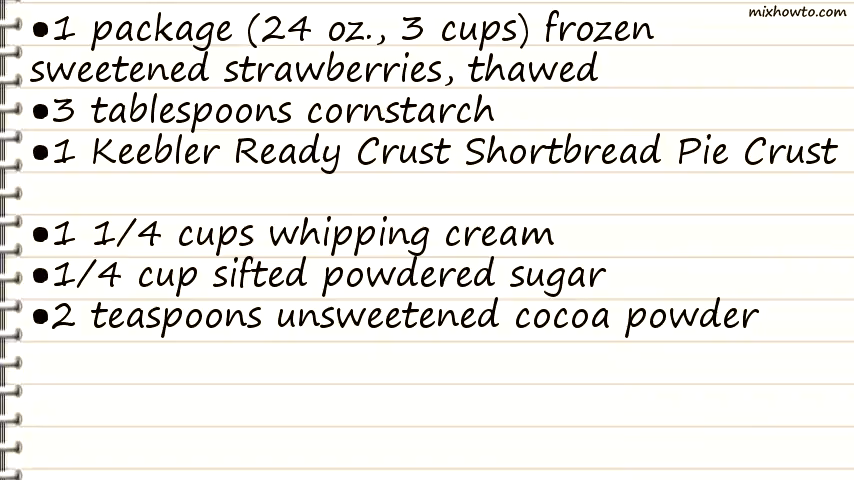 mixhowto.com
•1 package (24 oz., 3 cups) frozen
sweetened strawberries, thawed
•3 tablespoons cornstarch
•1 Keebler Ready Crust Shortbread Pie Crust
•1 1/4 cups whipping cream
•1/4 cup sifted powdered sugar
•2 teaspoons unsweetened cocoa powder